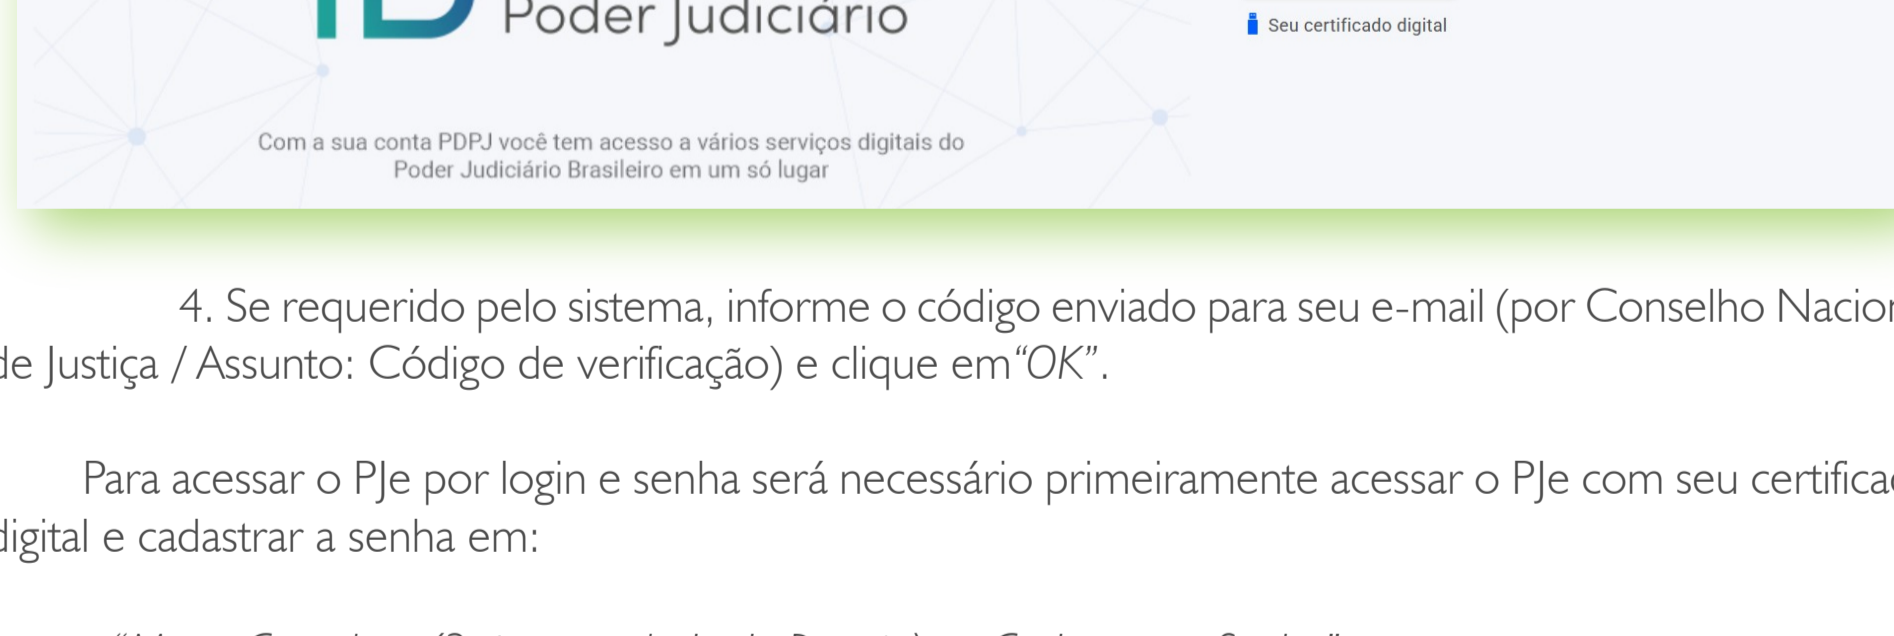 Poder Judiciário
Seu certificado digital
Com a sua conta PDPJ você tem acesso a vários serviços digitais do
Poder Judiciário Brasileiro em um só lugar
4. Se requerido pelo sistema, informe o código enviado para seu e-mail (por Conselho Nacion
de Justiça / Assunto: Código de verificação) e clique em “OK”.
Para acessar o PJe por login e senha será necessário primeiramente acessar o PJe com seu certifica
digital e cadastrar a senha em: